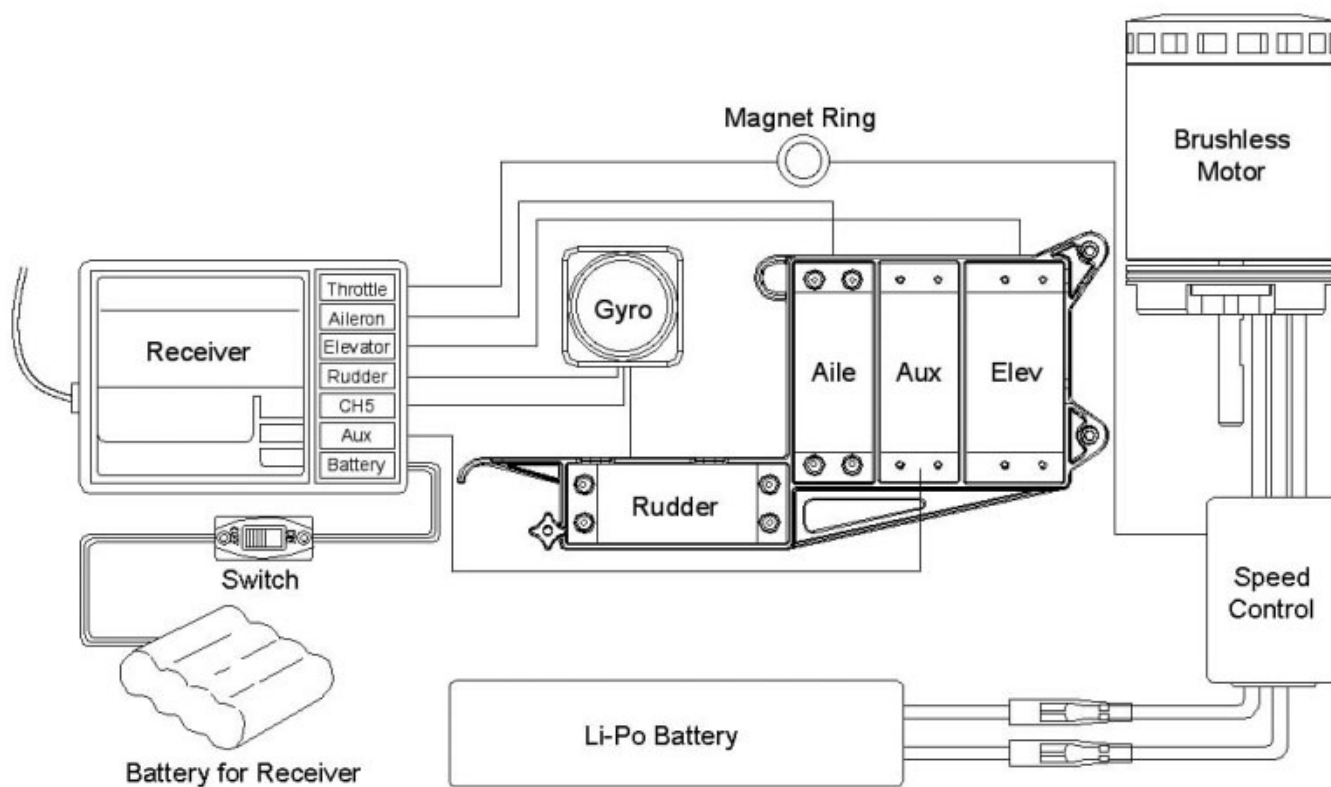 Magnet Ring
Brushless
Motor
Receiver
Throttle
Aileron
Elevator
Rudder
CH5
Aux
Battery
Gyro
Aile
Aux
Elev
Rudder
Switch
Speed
Control
Li-Po Battery
Battery for Receiver